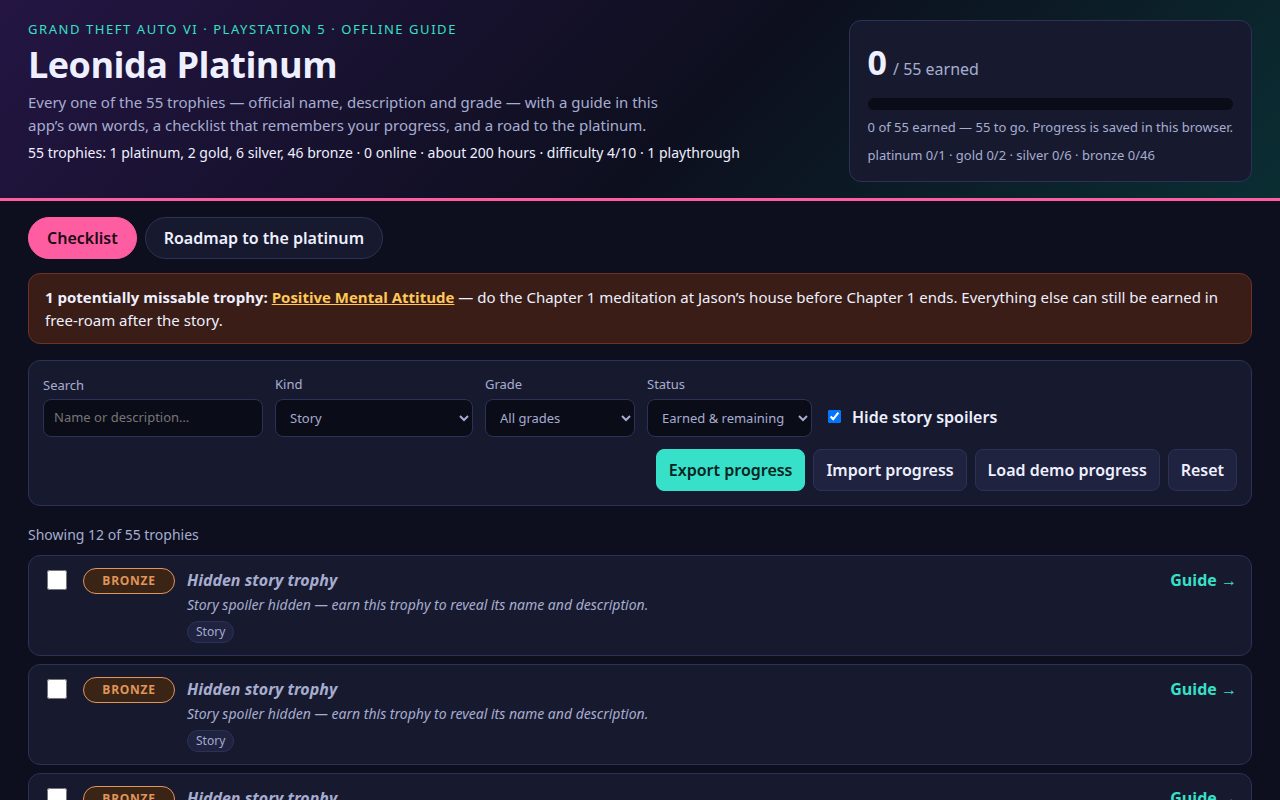 GRAND THEFT AUTO VI · PLAYSTATION 5 · OFFLINE GUIDE
Leonida Platinum
Every one of the 55 trophies — official name, description and grade — with a guide in this
app’s own words, a checklist that remembers your progress, and a road to the platinum.
55 trophies: 1 platinum, 2 gold, 6 silver, 46 bronze · 0 online · about 200 hours · difficulty 4/10 · 1 playthrough
0 / 55 earned
0 of 55 earned — 55 to go. Progress is saved in this browser.
platinum 0/1 · gold 0/2 · silver 0/6 · bronze 0/46
Checklist
Roadmap to the platinum
1 potentially missable trophy: Positive Mental Attitude — do the Chapter 1 meditation at Jason’s house before Chapter 1 ends. Everything else can still be earned in
free-roam after the story.
Search
Kind
Grade
Status
Name or description...
Story
All grades
Earned & remaining
Hide story spoilers
Export progress
Import progress
Load demo progress
Reset
Showing 12 of 55 trophies
BRONZE
Hidden story trophy
Guide →
Story spoiler hidden — earn this trophy to reveal its name and description.
Story
BRONZE
Hidden story trophy
Guide →
Story spoiler hidden — earn this trophy to reveal its name and description.
Story
BRONZE
Hidden story trophy
Guide →